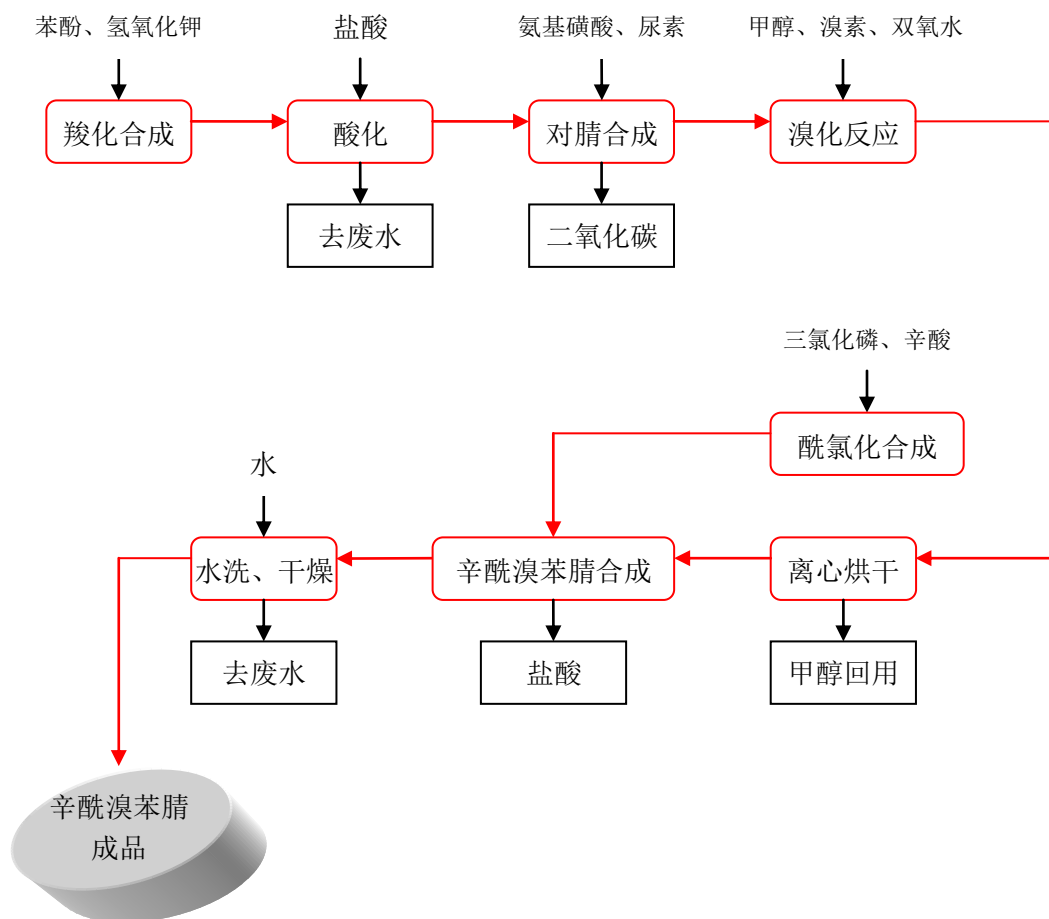 苯酚、氢氧化钾
盐酸
氨基磺酸、尿素
甲醇、溴素、双氧水
羧化合成
酸化
对腈合成
溴化反应
去废水
二氧化碳
三氯化磷、辛酸
酰氯化合成
水
水洗、干燥
辛酰溴苯腈合成
离心烘干
去废水
盐酸
甲醇回用
辛酰溴苯腈
成品